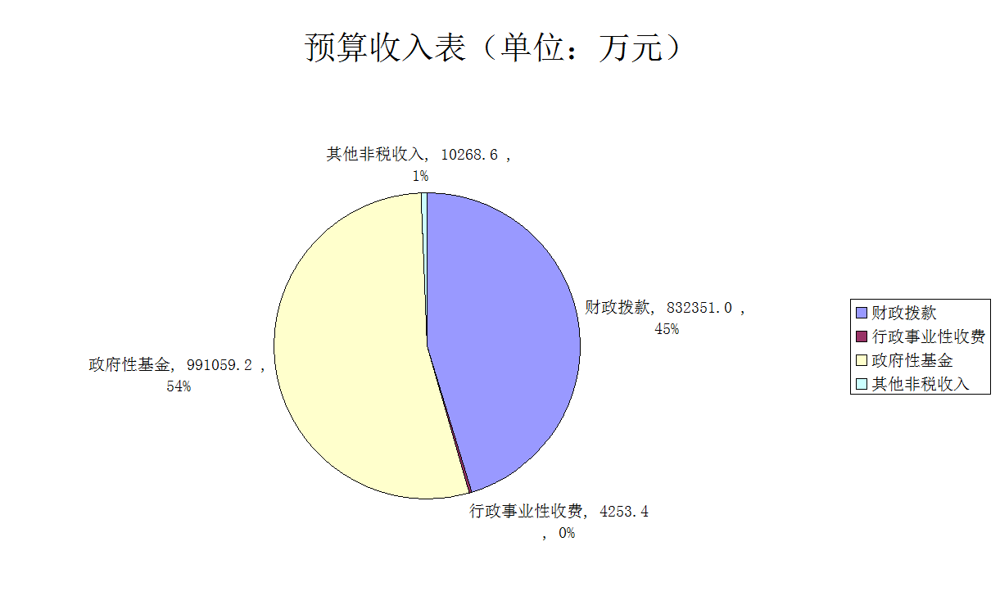 预算收入表（单位：万元）
其他非税收入, 10268.6 ,
1%
财政拨款, 832351.0 ,
45%
政府性基金, 991059.2 ,
54%
行政事业性收费, 4253.4
, 0%
财政拨款
行政事业性收费
政府性基金
其他非税收入